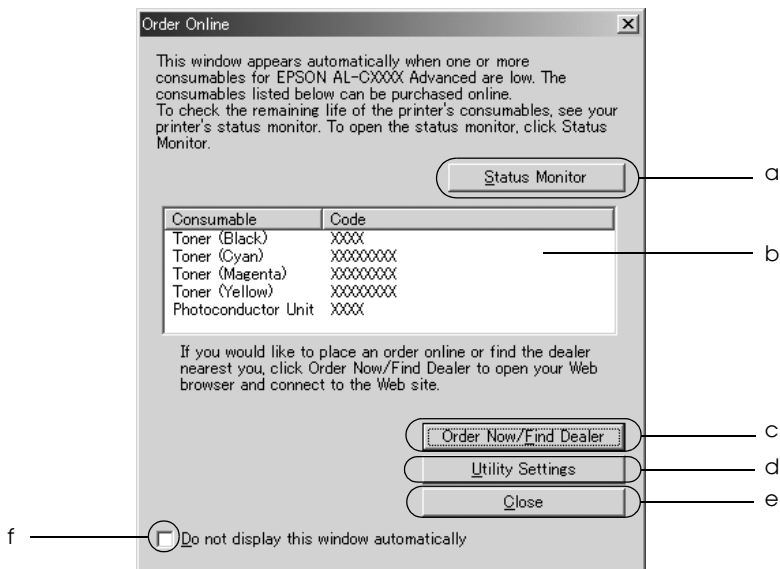 Order Online
This window appears automatically when one or more
consumables for EPSON AL-CXXXX Advanced are low. The
consumables listed below can be purchased online.
To check the remaining life of the printer's consumables, see your
printer's status monitor. To open the status monitor, click Status
Monitor.
Status Monitor
a
Consumable Code
Toner (Black) XXXX
Toner (Cyan) XXXXXXXX
Toner (Magenta) XXXXXXXX
Toner (Yellow) XXXXXXXX
Photoconductor Unit XXXX
b
If you would like to place an order online or find the dealer
nearest you, click Order Now/Find Dealer to open your Web
browser and connect to the Web site.
Order Now/Find Dealer
c
Utility Settings
d
Close
e
f
Do not display this window automatically